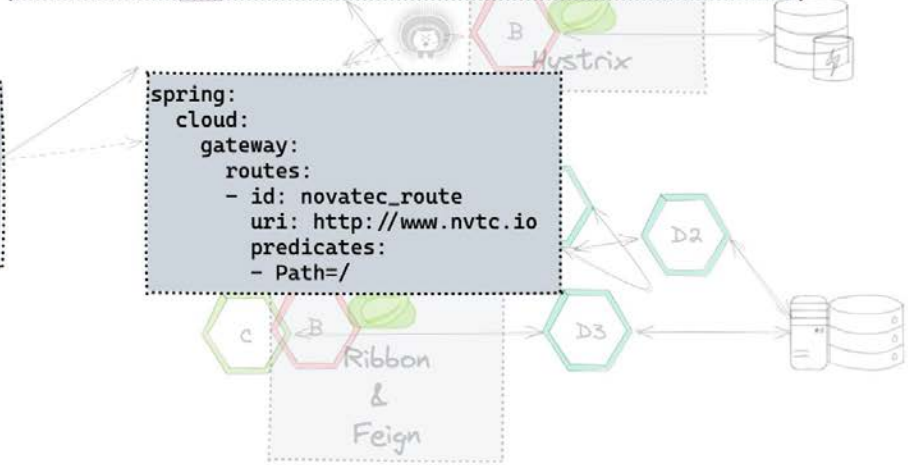 B
Hystrix
spring:
  cloud:
    gateway:
      routes:
      - id: novatec_route
        uri: http://www.nvtc.io
        predicates:
        - Path=/
D2
C
B
D3
Ribbon
&
Feign